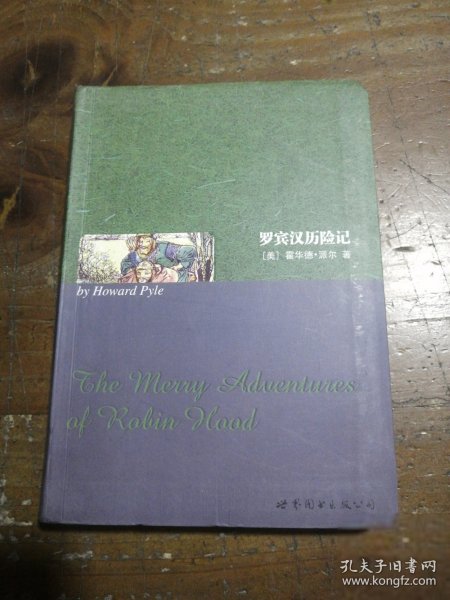 罗宾汉历险记
[美] 霍华德·派尔 著
by Howard Pyle
The Merry Adventures
of Robin Hood
世界图书出版公司
孔夫子旧书网
www.kongfz.com